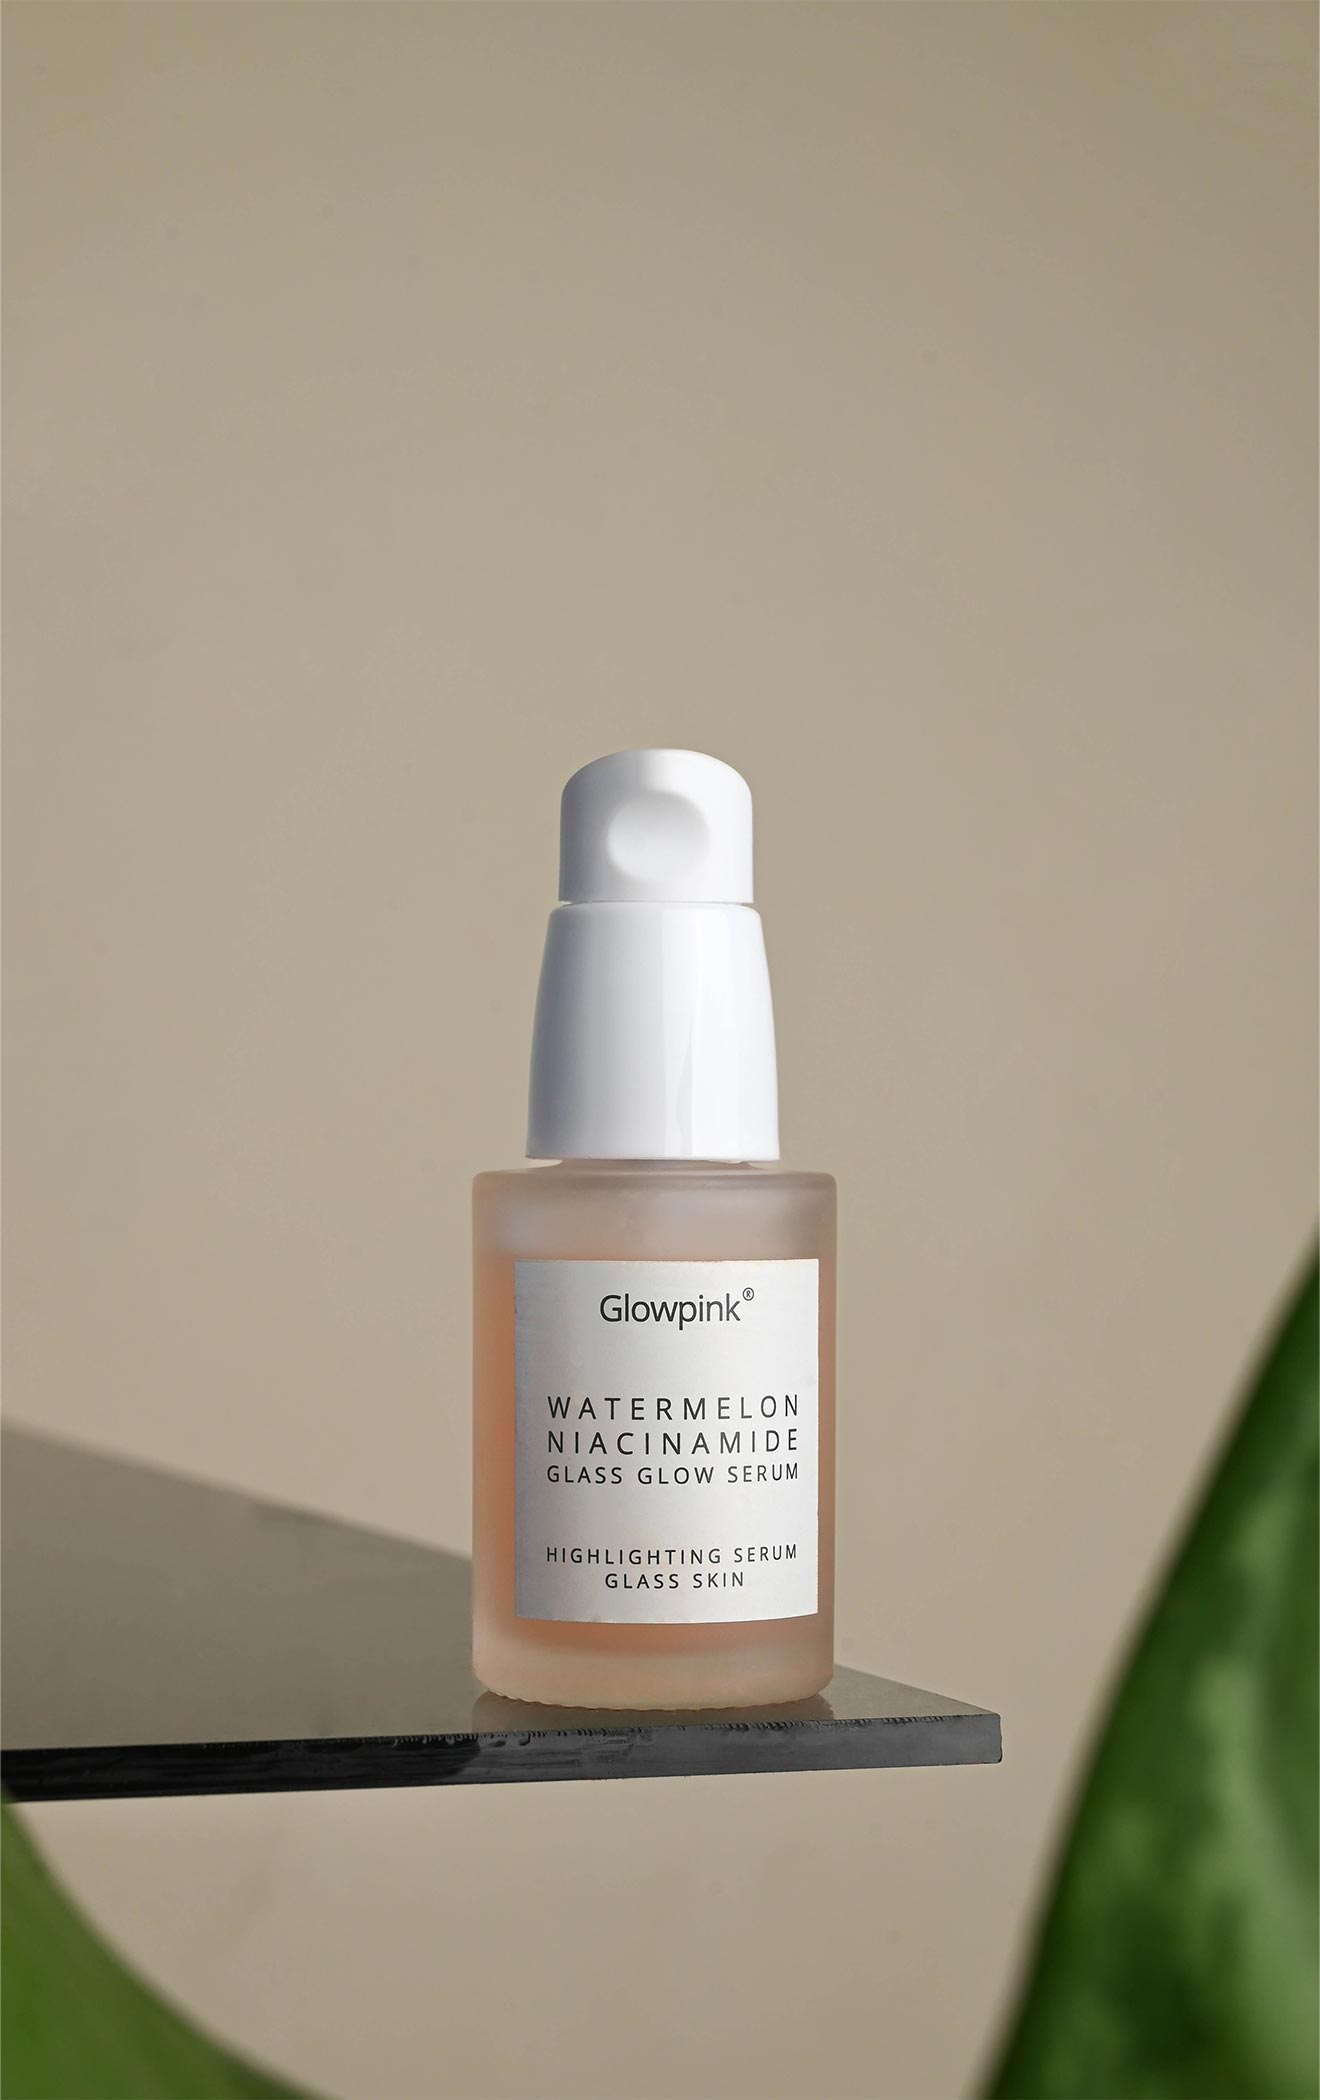 Glowpink®
WATERMELON
NIACINAMIDE
GLASS GLOW SERUM
HIGHLIGHTING SERUM
GLASS SKIN